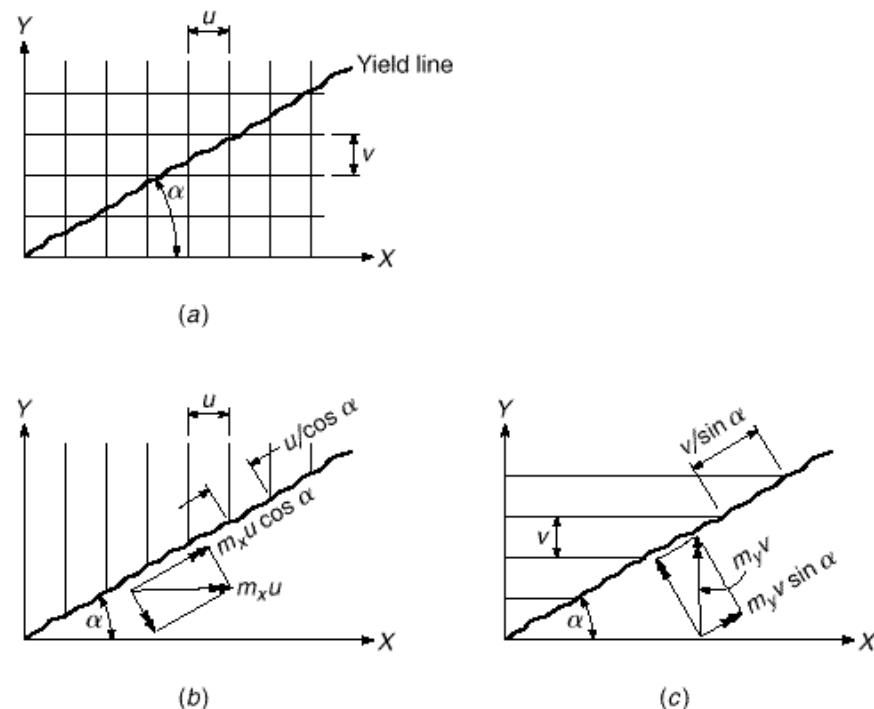 u
Y
Yield line
v
α
X
(a)
u
Y
u/cos α
m_x u cos α
m_x u
α
X
(b)
Y
v/sin α
v
m_y v
m_y v sin α
α
X
(c)